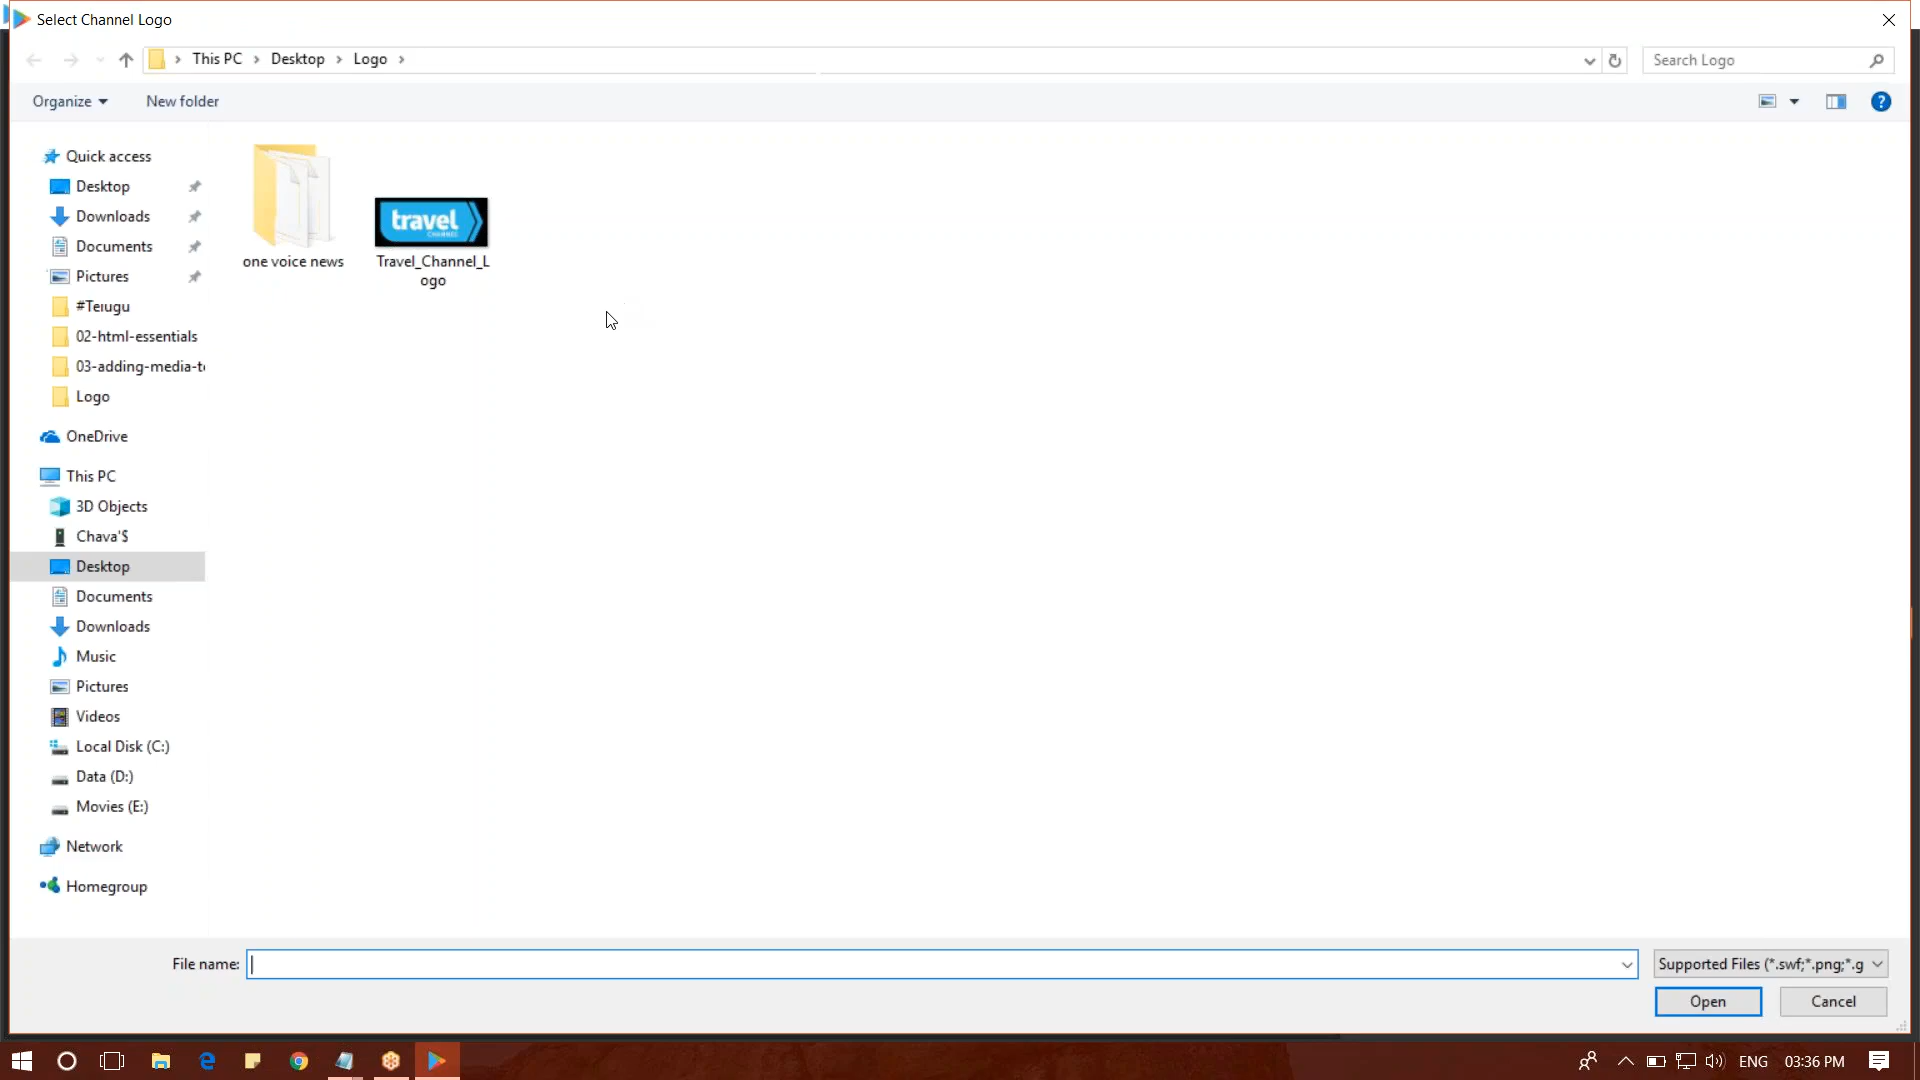 Select Channel Logo
This PC > Desktop > Logo >
Search Logo
Organize
New folder
travel
CHANNEL
one voice news
Travel_Channel_L
ogo
Quick access
Desktop
Downloads
Documents
Pictures
#Telugu
02-html-essentials
03-adding-media-t
Logo
OneDrive
This PC
3D Objects
Chava'$
Desktop
Documents
Downloads
Music
Pictures
Videos
Local Disk (C:)
Data (D:)
Movies (E:)
Network
Homegroup
File name:
Supported Files (*.swf;*.png;*.g
Open
Cancel
ENG
03:36 PM